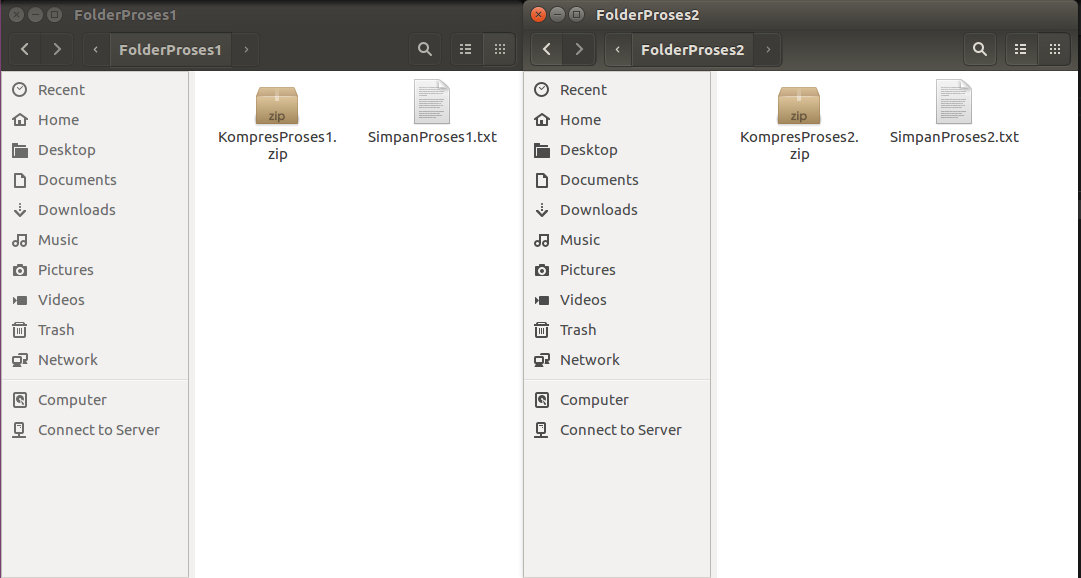 FolderProses1
FolderProses1
Recent
Home
Desktop
Documents
Downloads
Music
Pictures
Videos
Trash
Network
Computer
Connect to Server
zip
KompresProses1.
zip
SimpanProses1.txt
FolderProses2
FolderProses2
Recent
Home
Desktop
Documents
Downloads
Music
Pictures
Videos
Trash
Network
Computer
Connect to Server
zip
KompresProses2.
zip
SimpanProses2.txt